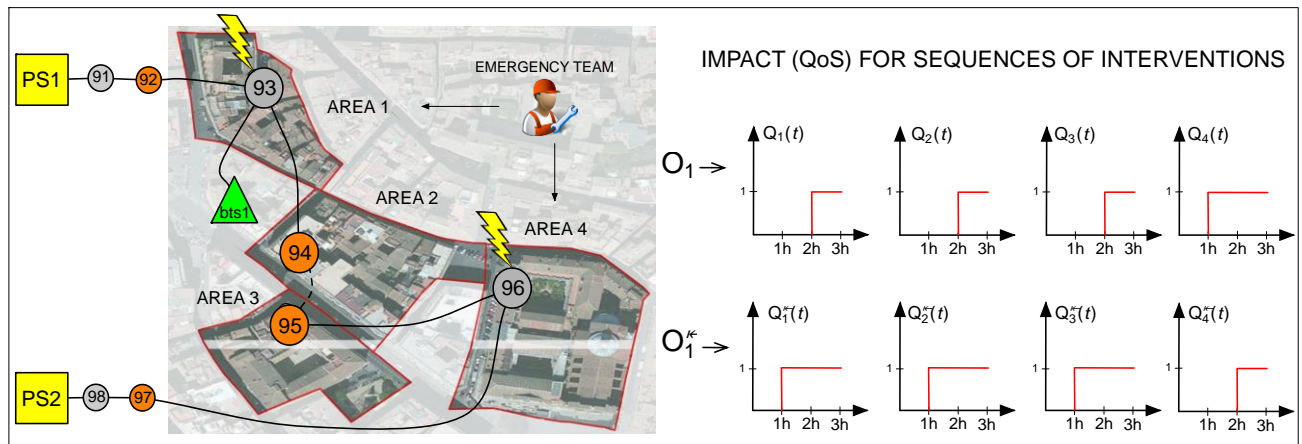 IMPACT (QoS) FOR SEQUENCES OF INTERVENTIONS
PS1
91
92
93
EMERGENCY TEAM
AREA 1
bts1
AREA 2
94
AREA 4
96
AREA 3
95
PS2
98
97
O₁
Q₁(t)
1
1h 2h 3h
Q₂(t)
1
1h 2h 3h
Q₃(t)
1
1h 2h 3h
Q₄(t)
1
1h 2h 3h
O₁
Q₁(t)
1
1h 2h 3h
Q₂(t)
1
1h 2h 3h
Q₃(t)
1
1h 2h 3h
Q₄(t)
1
1h 2h 3h